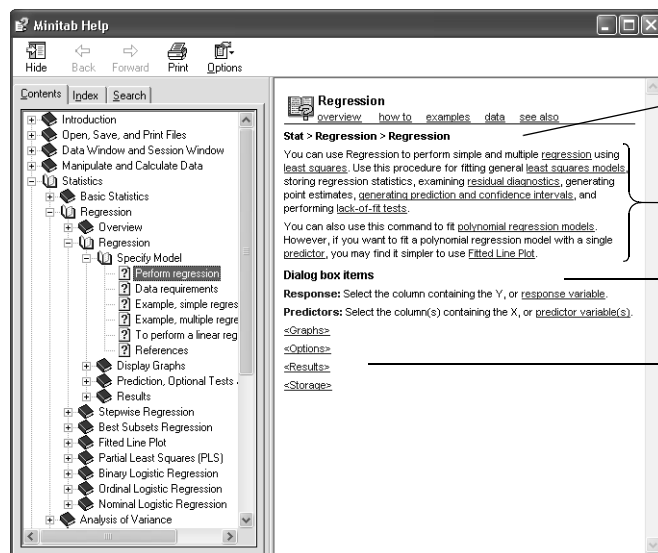 Minitab Help
Hide Back Forward Print Options
Contents Index Search
Introduction
Open, Save, and Print Files
Data Window and Session Window
Manipulate and Calculate Data
Statistics
Basic Statistics
Regression
Overview
Regression
Specify Model
Perform regression
Data requirements
Example, simple regres
Example, multiple regre
To perform a linear reg
References
Display Graphs
Prediction, Optional Tests
Results
Stepwise Regression
Best Subsets Regression
Fitted Line Plot
Partial Least Squares (PLS)
Binary Logistic Regression
Ordinal Logistic Regression
Nominal Logistic Regression
Analysis of Variance
Regression
overview how to examples data see also
Stat > Regression > Regression
You can use Regression to perform simple and multiple regression using
least squares. Use this procedure for fitting general least squares models,
storing regression statistics, examining residual diagnostics, generating
point estimates, generating prediction and confidence intervals, and
performing lack-of-fit tests.
You can also use this command to fit polynomial regression models.
However, if you want to fit a polynomial regression model with a single
predictor, you may find it simpler to use Fitted Line Plot.
Dialog box items
Response: Select the column containing the Y, or response variable.
Predictors: Select the column(s) containing the X, or predictor variable(s).
<Graphs>
<Options>
<Results>
<Storage>